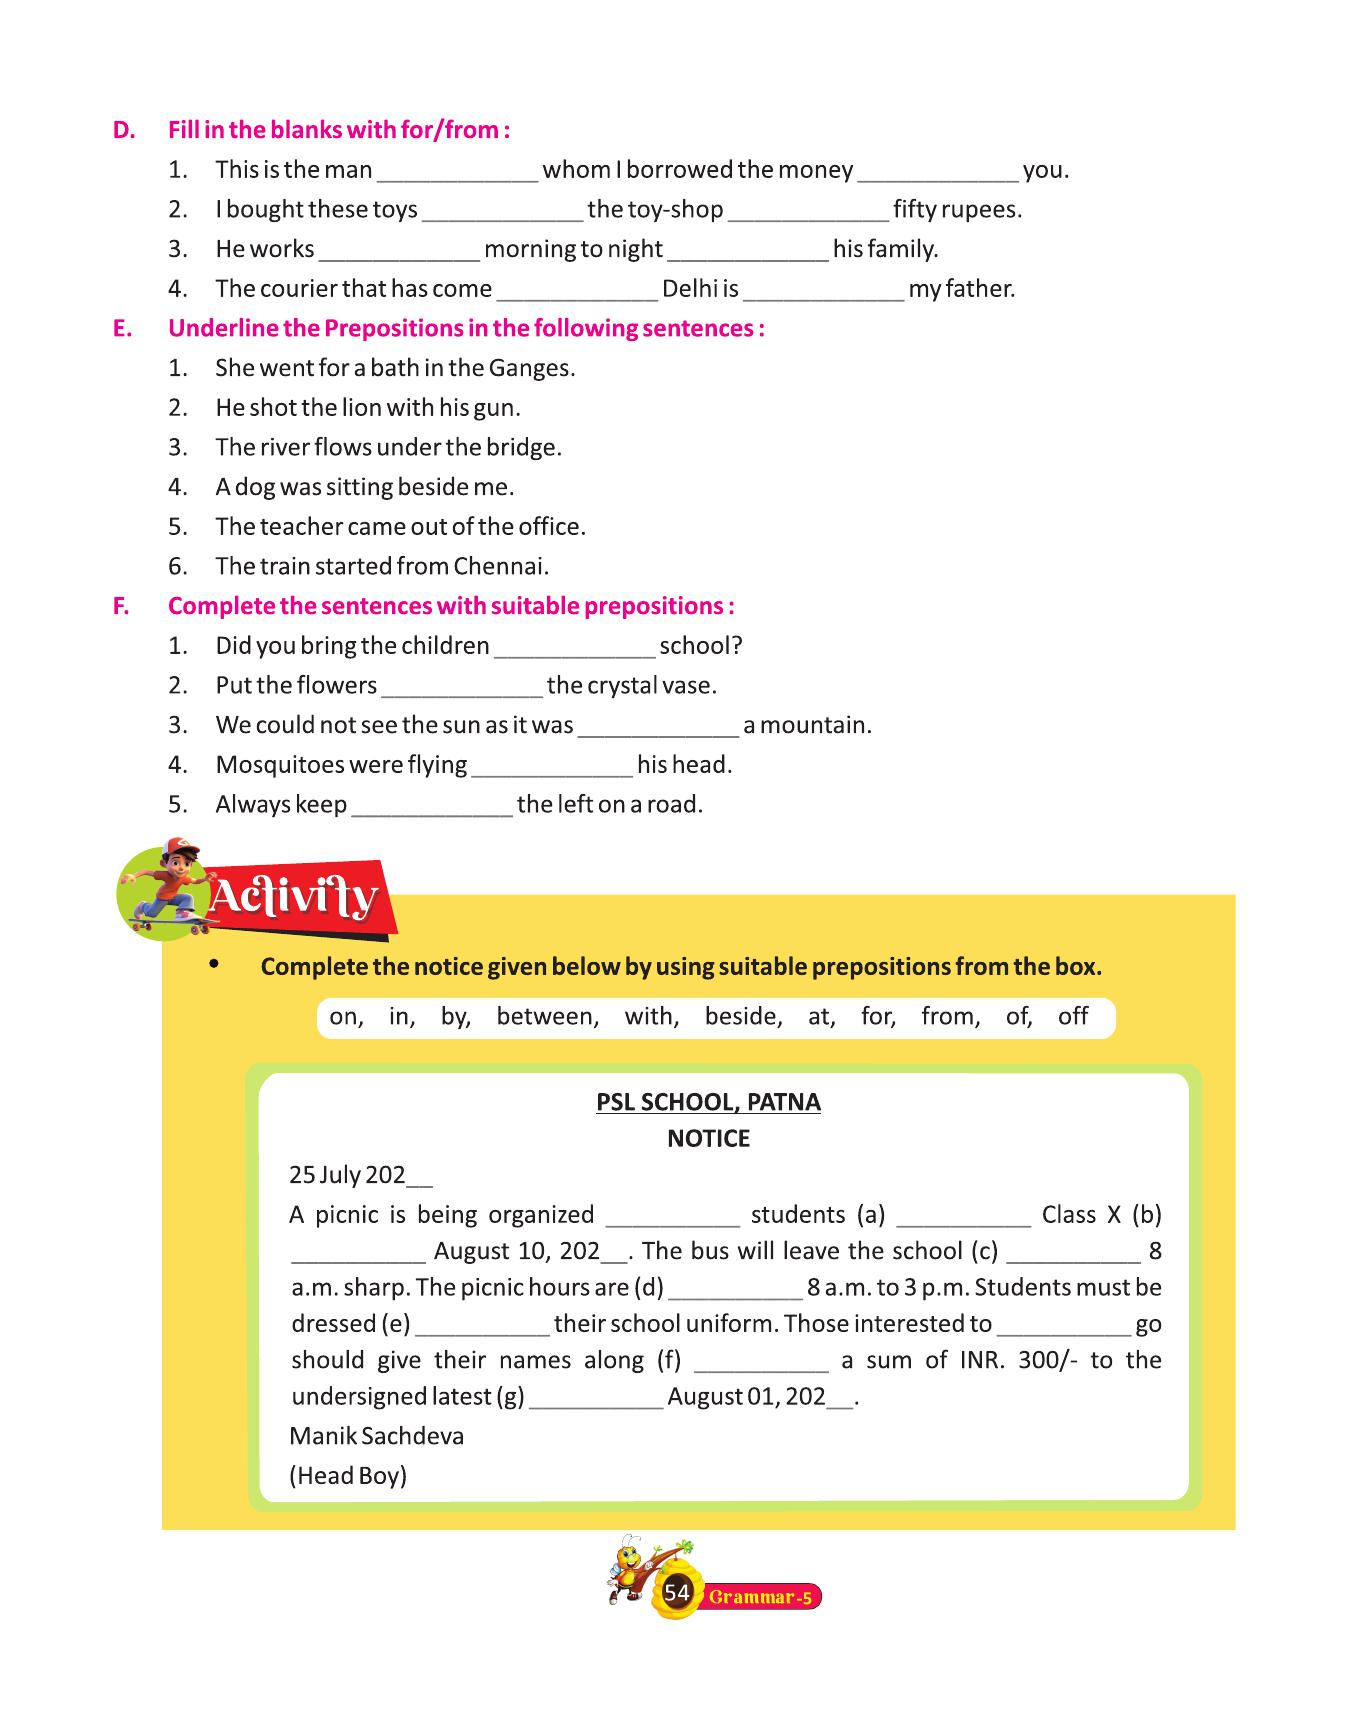 D. Fill in the blanks with for/from :
1. This is the man ____________ whom I borrowed the money ____________ you.
2. I bought these toys ____________ the toy-shop ____________ fifty rupees.
3. He works ____________ morning to night ____________ his family.
4. The courier that has come ____________ Delhi is ____________ my father.
E. Underline the Prepositions in the following sentences :
1. She went for a bath in the Ganges.
2. He shot the lion with his gun.
3. The river flows under the bridge.
4. A dog was sitting beside me.
5. The teacher came out of the office.
6. The train started from Chennai.
F. Complete the sentences with suitable prepositions :
1. Did you bring the children ____________ school?
2. Put the flowers ____________ the crystal vase.
3. We could not see the sun as it was ____________ a mountain.
4. Mosquitoes were flying ____________ his head.
5. Always keep ____________ the left on a road.
Activity
• Complete the notice given below by using suitable prepositions from the box.
on, in, by, between, with, beside, at, for, from, of, off
PSL SCHOOL, PATNA
NOTICE
25 July 202__
A picnic is being organized __________ students (a) __________ Class X (b)
__________ August 10, 202__. The bus will leave the school (c) __________ 8
a.m. sharp. The picnic hours are (d) __________ 8 a.m. to 3 p.m. Students must be
dressed (e) __________ their school uniform. Those interested to __________ go
should give their names along (f) __________ a sum of INR. 300/- to the
undersigned latest (g) __________ August 01, 202__.
Manik Sachdeva
(Head Boy)
54 Grammar-5